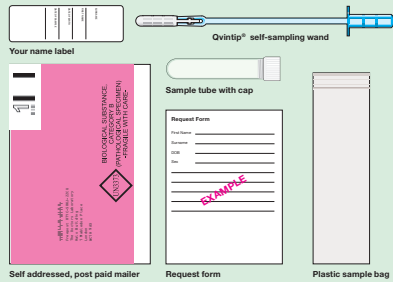 Your name label
Qvintip® self-sampling wand
Sample tube with cap
BIOLOGICAL SUBSTANCE,
CATEGORY B
(PATHOLOGICAL SPECIMEN)
-FRAGILE WITH CARE-
UN3373
1
Request Form
First Name
Surname
DOB
Sex
EXAMPLE
Self addressed, post paid mailer
Request form
Plastic sample bag